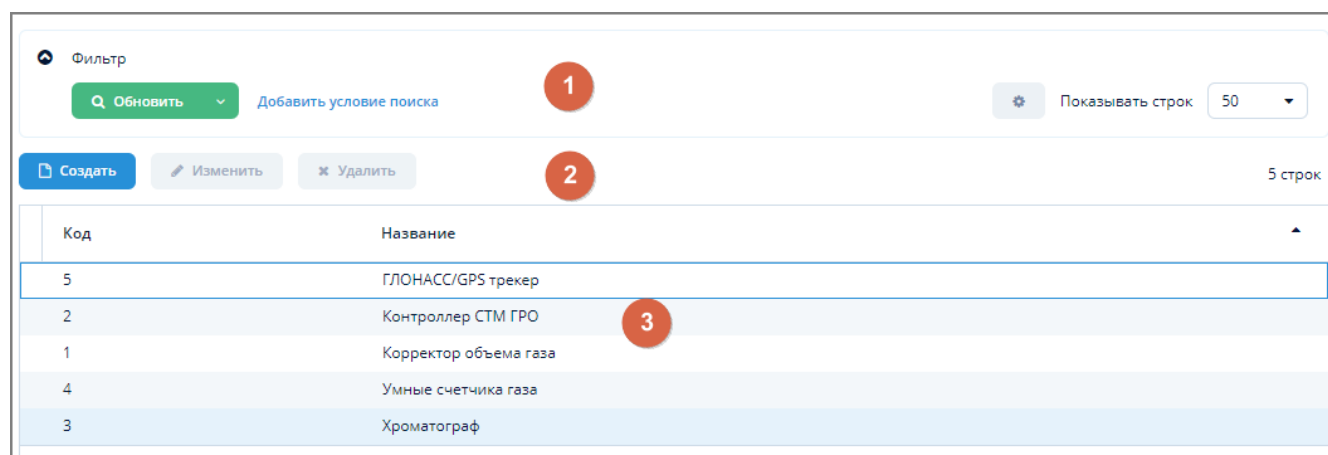 Фильтр
Обновить Добавить условие поиска 1 Показывать строк 50
Создать Изменить Удалить 2 5 строк
Код Название
5 ГЛОНАСС/GPS трекер
2 Контроллер СТМ ГРО 3
1 Корректор объема газа
4 Умные счетчика газа
3 Хроматограф